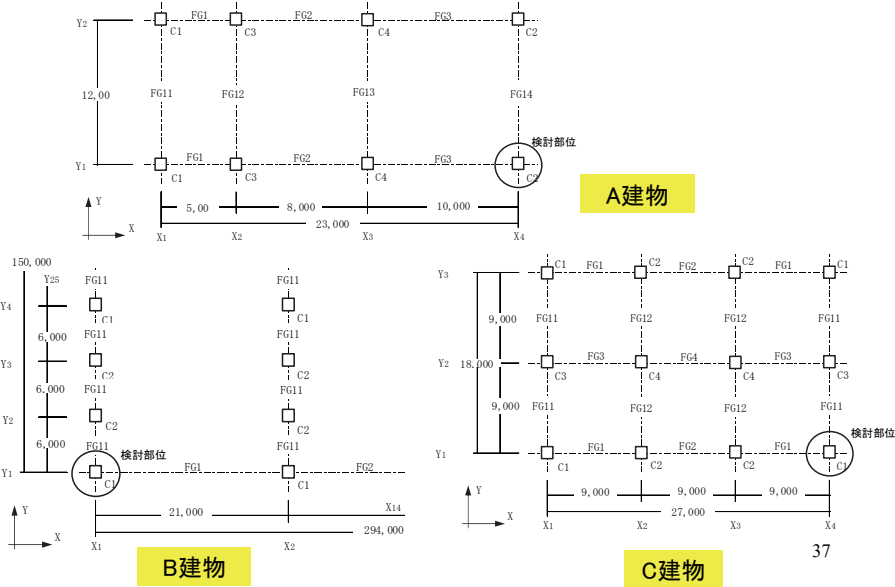 Y2
FG1
FG2
FG3
C1
C3
C4
C2
12,00
FG11
FG12
FG13
FG14
検討部位
Y1
FG1
FG2
FG3
C1
C3
C4
C2
Y
X
5,00
8,000
10,000
23,000
X1
X2
X3
X4
A建物
150,000
Y25
FG11
FG11
Y4
C1
C1
6,000
FG11
FG11
Y3
C2
C2
6,000
FG11
FG11
Y2
C2
C2
6,000
FG11
FG11
検討部位
Y1
FG1
FG2
C1
C1
21,000
X14
294,000
Y
X
X1
X2
B建物
Y3
C1
FG1
C2
FG2
C2
FG1
C1
9,000
FG11
FG12
FG12
FG11
Y2
18,000
FG3
FG4
FG3
C3
C4
C4
C3
9,000
FG11
FG12
FG12
FG11
検討部位
Y1
FG1
FG2
FG1
C1
C2
C2
C1
Y
X
9,000
9,000
9,000
27,000
X1
X2
X3
X4
C建物
37